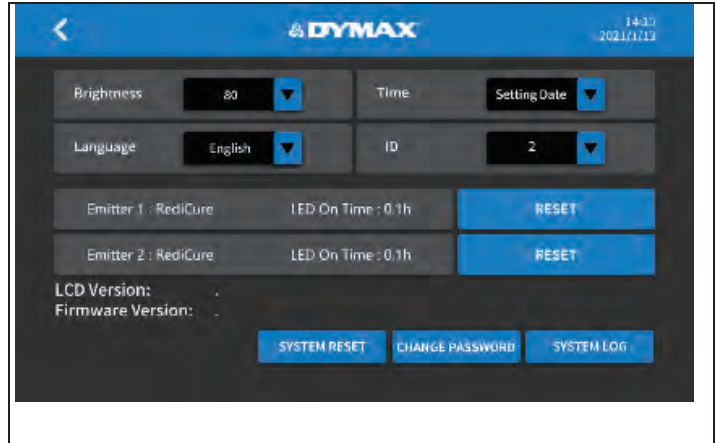 DYMAX
2021/1/13
Brightness 80 Time Setting Date
Language English ID 2
Emitter 1 : RediCure LED On Time : 0.1h RESET
Emitter 2 : RediCure LED On Time : 0.1h RESET
LCD Version: .
Firmware Version: .
SYSTEM RESET CHANGE PASSWORD SYSTEM LOG